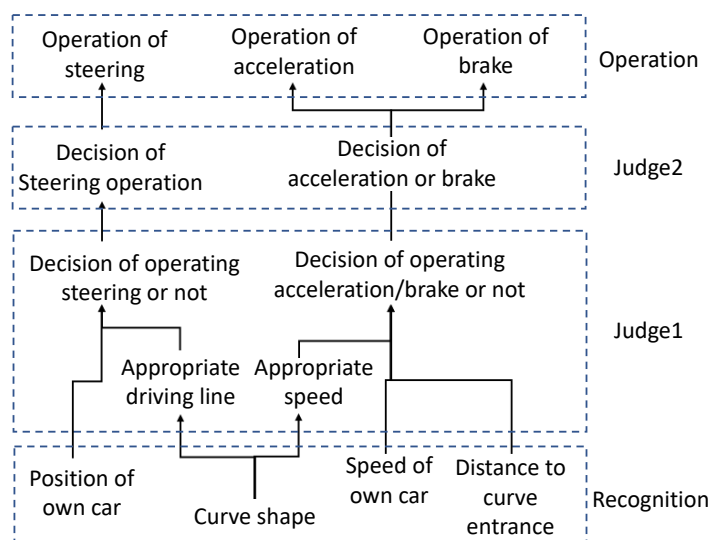 Operation of
steering
Operation of
acceleration
Operation of
brake
Operation
Decision of
Steering operation
Decision of
acceleration or brake
Judge2
Decision of operating
steering or not
Decision of operating
acceleration/brake or not
Judge1
Appropriate
driving line
Appropriate
speed
Position of
own car
Curve shape
Speed of
own car
Distance to
curve
entrance
Recognition